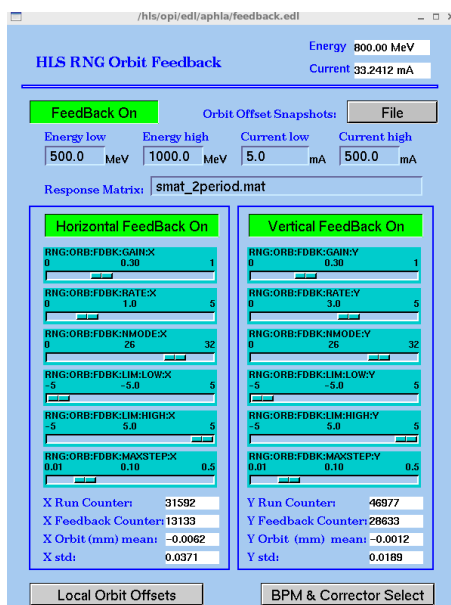 /hls/opi/edl/aphla/feedback.edl
HLS RNG Orbit Feedback
Energy 800.00 MeV
Current 33.2412 mA
FeedBack On
Orbit Offset Snapshots: File
Energy low Energy high Current low Current high
500.0 MeV 1000.0 MeV 5.0 mA 500.0 mA
Response Matrix: smat_2period.mat
Horizontal FeedBack On
RNG:ORB:FDBK:GAIN:X
0 0.30 1
RNG:ORB:FDBK:RATE:X
0 1.0 5
RNG:ORB:FDBK:NMODE:X
0 26 32
RNG:ORB:FDBK:LIM:LOW:X
-5 -5.0 5
RNG:ORB:FDBK:LIM:HIGH:X
-5 5.0 5
RNG:ORB:FDBK:MAXSTEP:X
0.01 0.10 0.5
X Run Counter: 31592
X Feedback Counter: 13133
X Orbit (mm) mean: -0.0062
X std: 0.0371
Vertical FeedBack On
RNG:ORB:FDBK:GAIN:Y
0 0.30 1
RNG:ORB:FDBK:RATE:Y
0 3.0 5
RNG:ORB:FDBK:NMODE:Y
0 26 32
RNG:ORB:FDBK:LIM:LOW:Y
-5 -5.0 5
RNG:ORB:FDBK:LIM:HIGH:Y
-5 5.0 5
RNG:ORB:FDBK:MAXSTEP:Y
0.01 0.10 0.5
Y Run Counter: 46977
Y Feedback Counter: 28633
Y Orbit (mm) mean: -0.0012
Y std: 0.0189
Local Orbit Offsets
BPM & Corrector Select